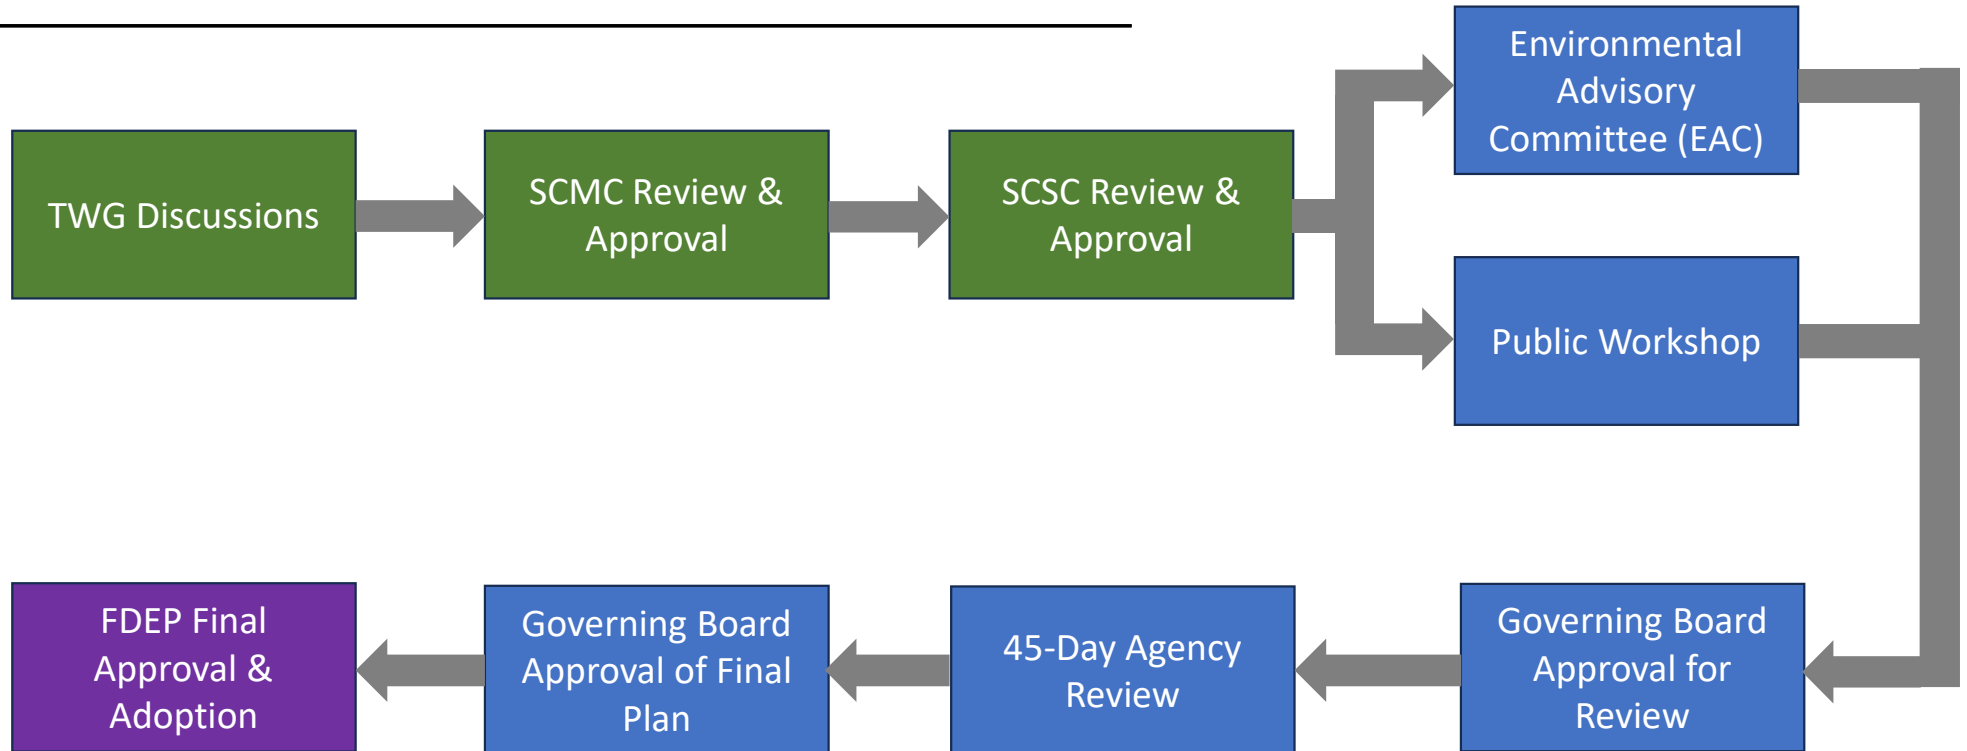 TWG Discussions
SCMC Review &
Approval
SCSC Review &
Approval
Environmental
Advisory
Committee (EAC)
Public Workshop
Governing Board
Approval for
Review
45-Day Agency
Review
Governing Board
Approval of Final
Plan
FDEP Final
Approval &
Adoption